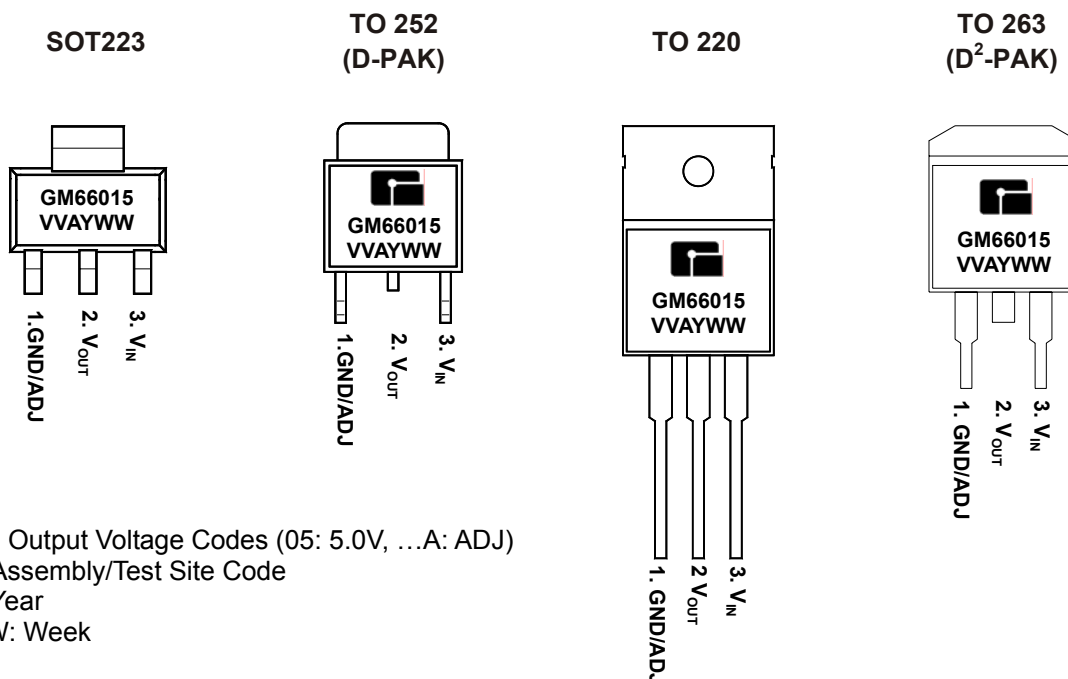 SOT223
TO 252
(D-PAK)
TO 220
TO 263
(D²-PAK)
GM66015
VVAYWW
1.GND/ADJ
2. VOUT
3. VIN
GM66015
VVAYWW
1.GND/ADJ
2. VOUT
3. VIN
GM66015
VVAYWW
1. GND/ADJ
2 VOUT
3. VIN
GM66015
VVAYWW
1. GND/ADJ
2. VOUT
3. VIN
Output Voltage Codes (05: 5.0V, …A: ADJ)
Assembly/Test Site Code
Year
: Week